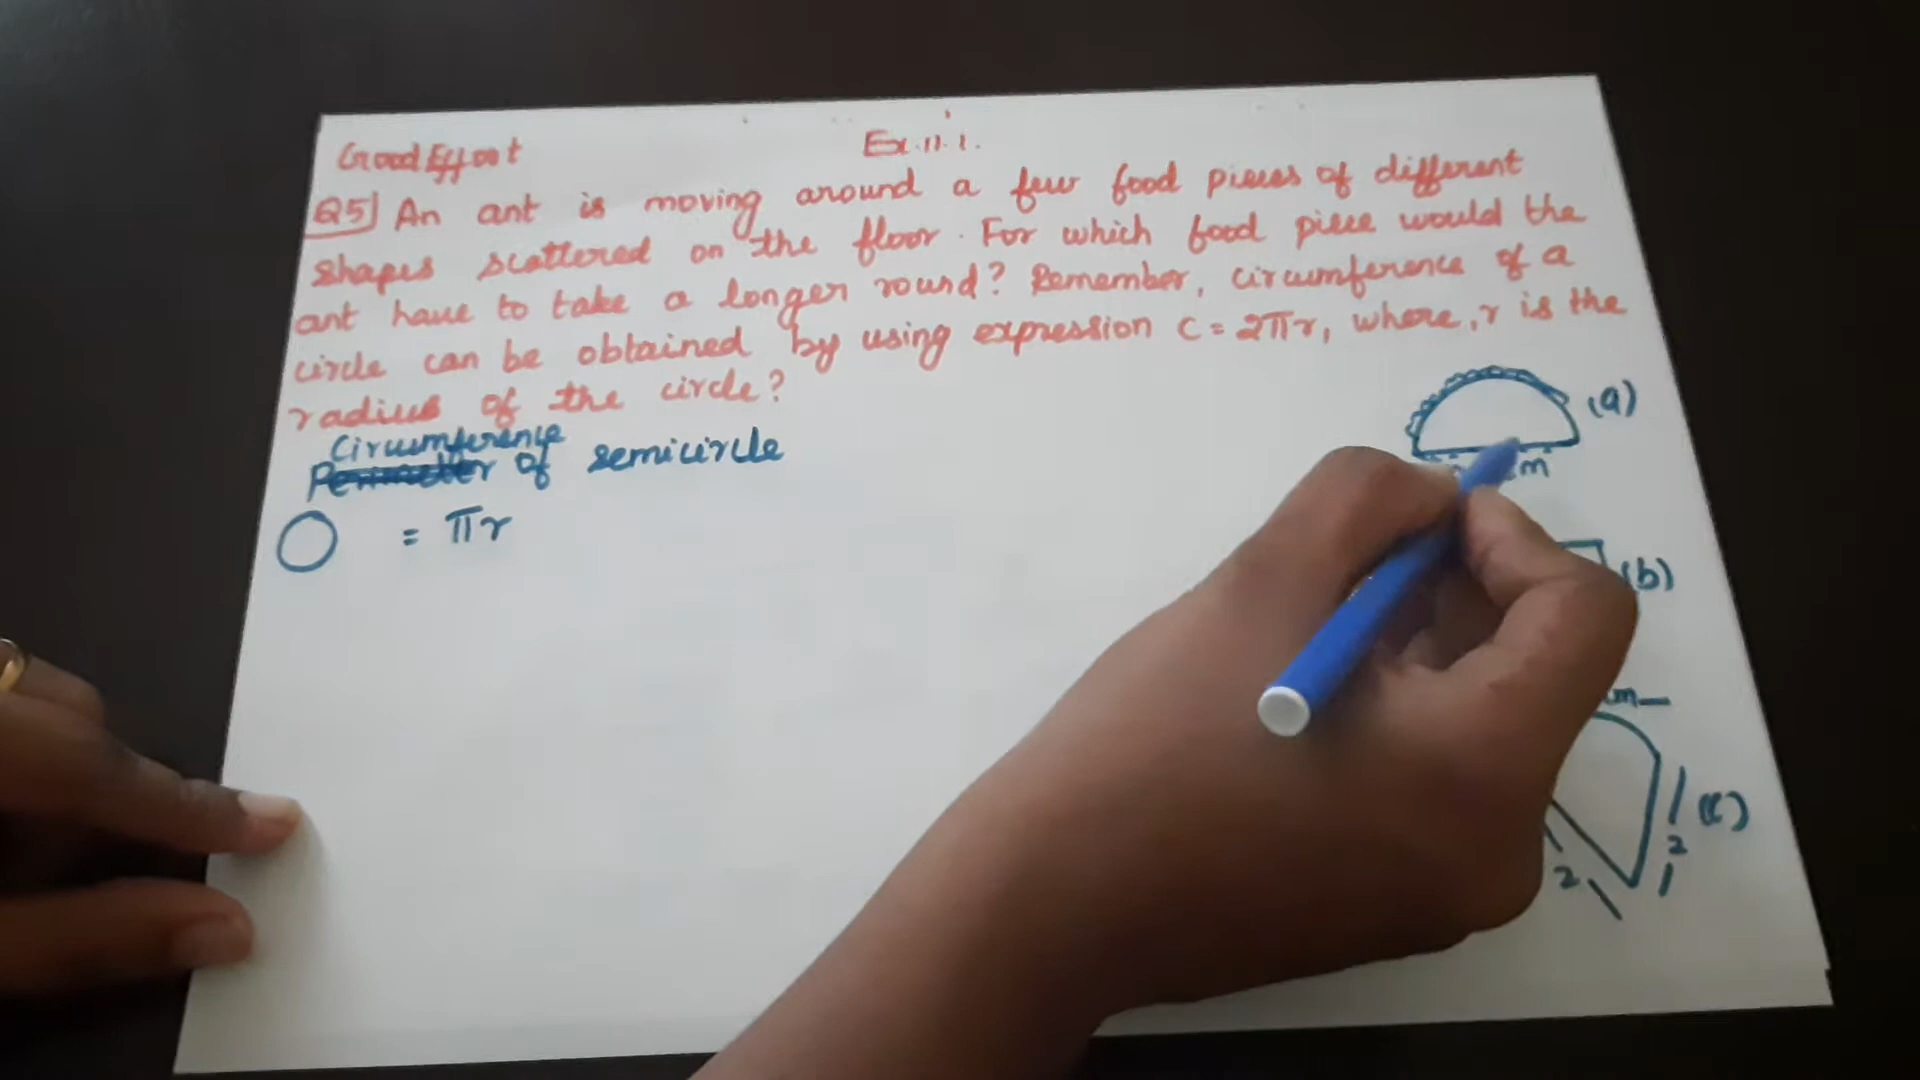 Good Effort
Ex.11.1.
Q5] An ant is moving around a few food pieces of different
shapes scattered on the floor. For which food piece would the
ant have to take a longer round? Remember, circumference of a
circle can be obtained by using expression C = 2πr, where, r is the
radius of the circle?
Circumference
Perimeter of semicircle
= πr
(a)
m
(b)
m
(c)
2
2